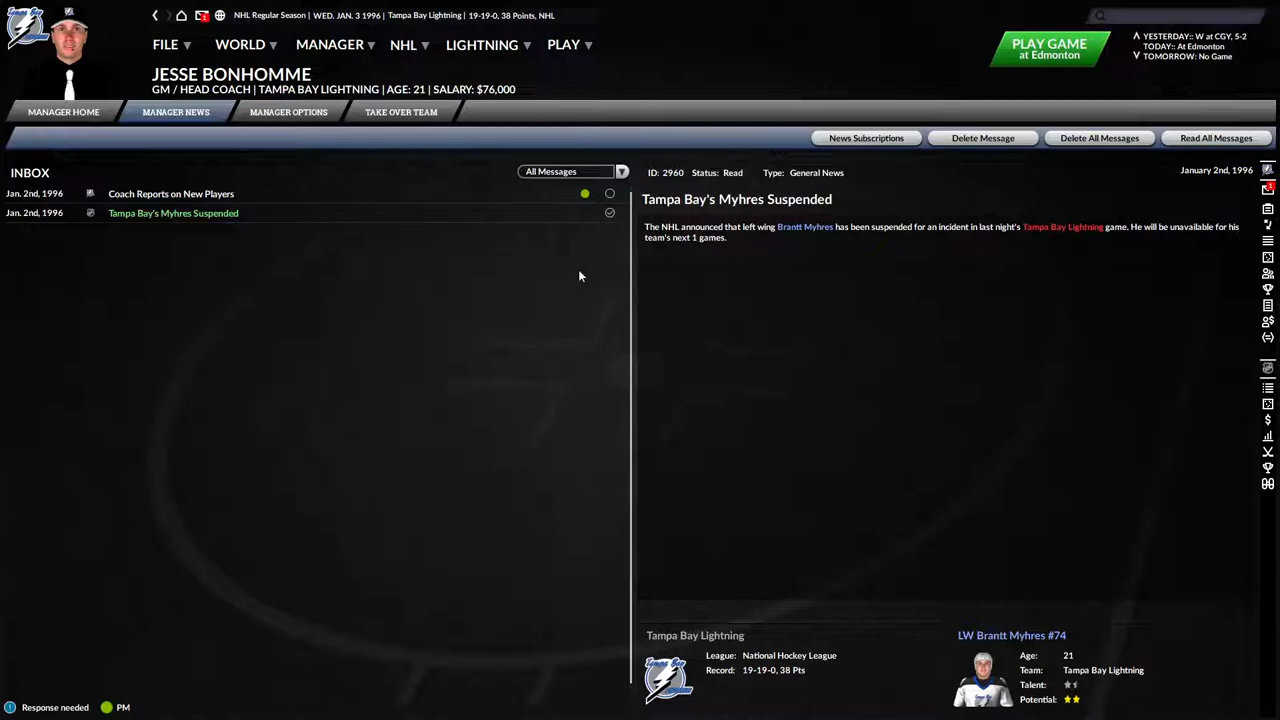 NHL Regular Season | WED. JAN. 3 1996 | Tampa Bay Lightning | 19-19-0, 38 Points, NHL
FILE WORLD MANAGER NHL LIGHTNING PLAY
PLAY GAME
at Edmonton
YESTERDAY:: W at CGY, 5-2
TODAY:: At Edmonton
TOMORROW: No Game
JESSE BONHOMME
GM / HEAD COACH | TAMPA BAY LIGHTNING | AGE: 21 | SALARY: $76,000
MANAGER HOME MANAGER NEWS MANAGER OPTIONS TAKE OVER TEAM
News Subscriptions Delete Message Delete All Messages Read All Messages
INBOX All Messages
Jan. 2nd, 1996 Coach Reports on New Players
Jan. 2nd, 1996 Tampa Bay's Myhres Suspended
ID: 2960 Status: Read Type: General News January 2nd, 1996
Tampa Bay's Myhres Suspended
The NHL announced that left wing Brantt Myhres has been suspended for an incident in last night's Tampa Bay Lightning game. He will be unavailable for his
team's next 1 games.
Tampa Bay Lightning
League: National Hockey League
Record: 19-19-0, 38 Pts
LW Brantt Myhres #74
Age: 21
Team: Tampa Bay Lightning
Talent:
Potential:
Response needed PM